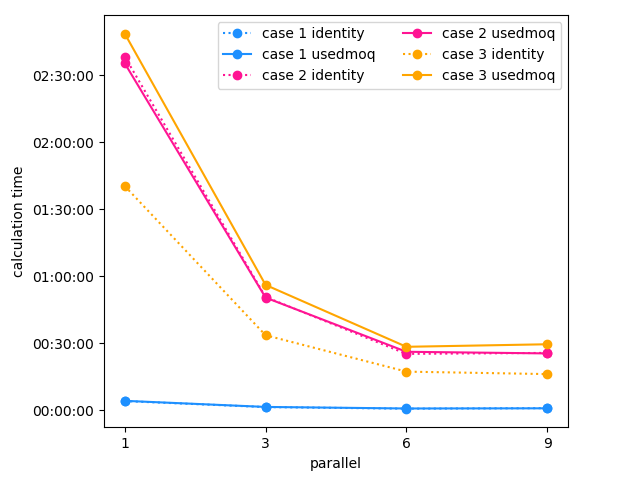 case 1 identity
case 1 usedmoq
case 2 identity
case 2 usedmoq
case 3 identity
case 3 usedmoq
02:30:00
02:00:00
01:30:00
01:00:00
00:30:00
00:00:00
calculation time
1 3 6 9
parallel